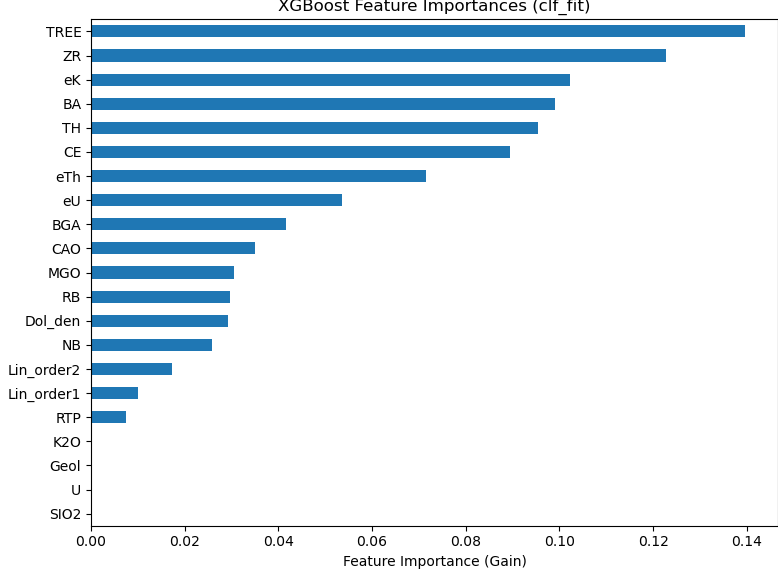 XGBoost Feature Importances (clf_fit)
TREE
ZR
eK
BA
TH
CE
eTh
eU
BGA
CAO
MGO
RB
Dol_den
NB
Lin_order2
Lin_order1
RTP
K2O
Geol
U
SIO2
0.00 0.02 0.04 0.06 0.08 0.10 0.12 0.14
Feature Importance (Gain)